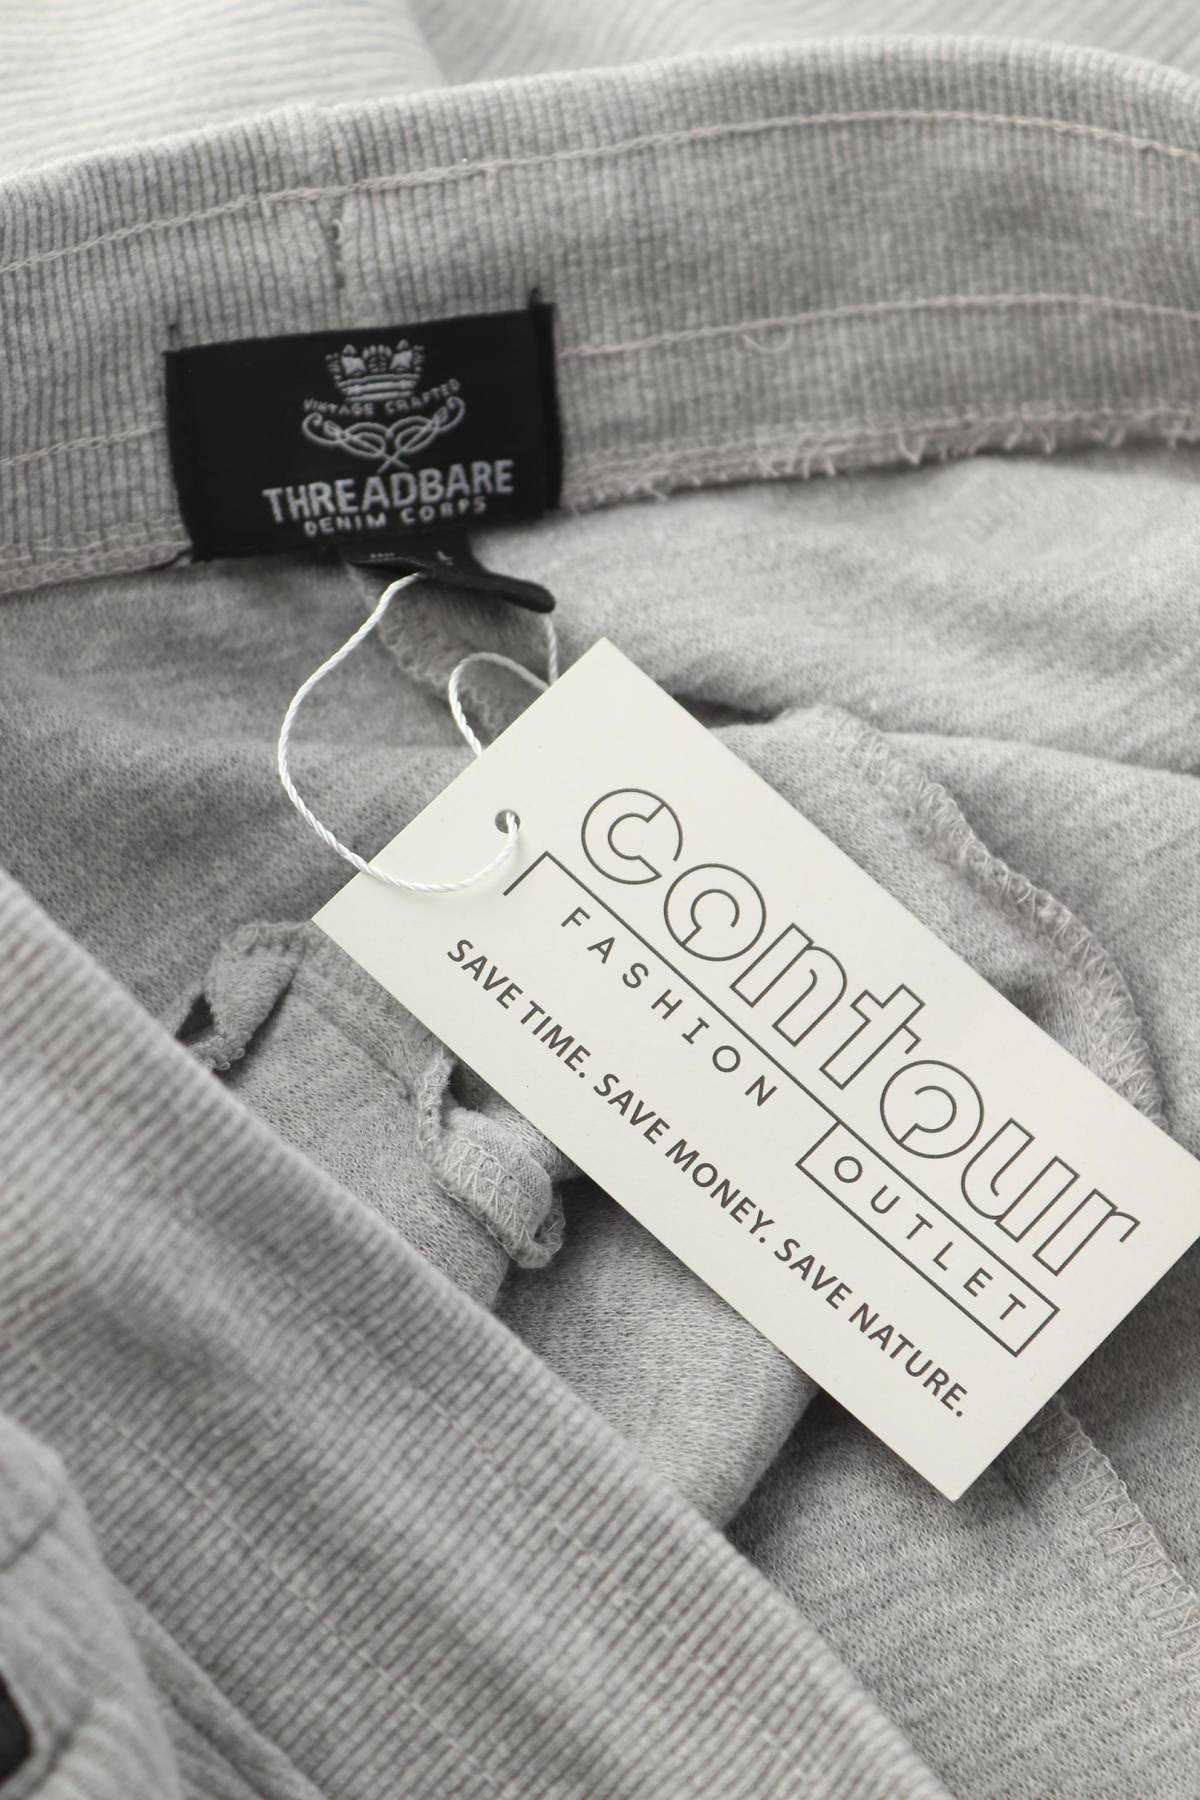 VINTAGE CRAFTED
THREADBARE
DENIM CORPS
L
contour
FASHION
OUTLET
SAVE TIME. SAVE MONEY. SAVE NATURE.